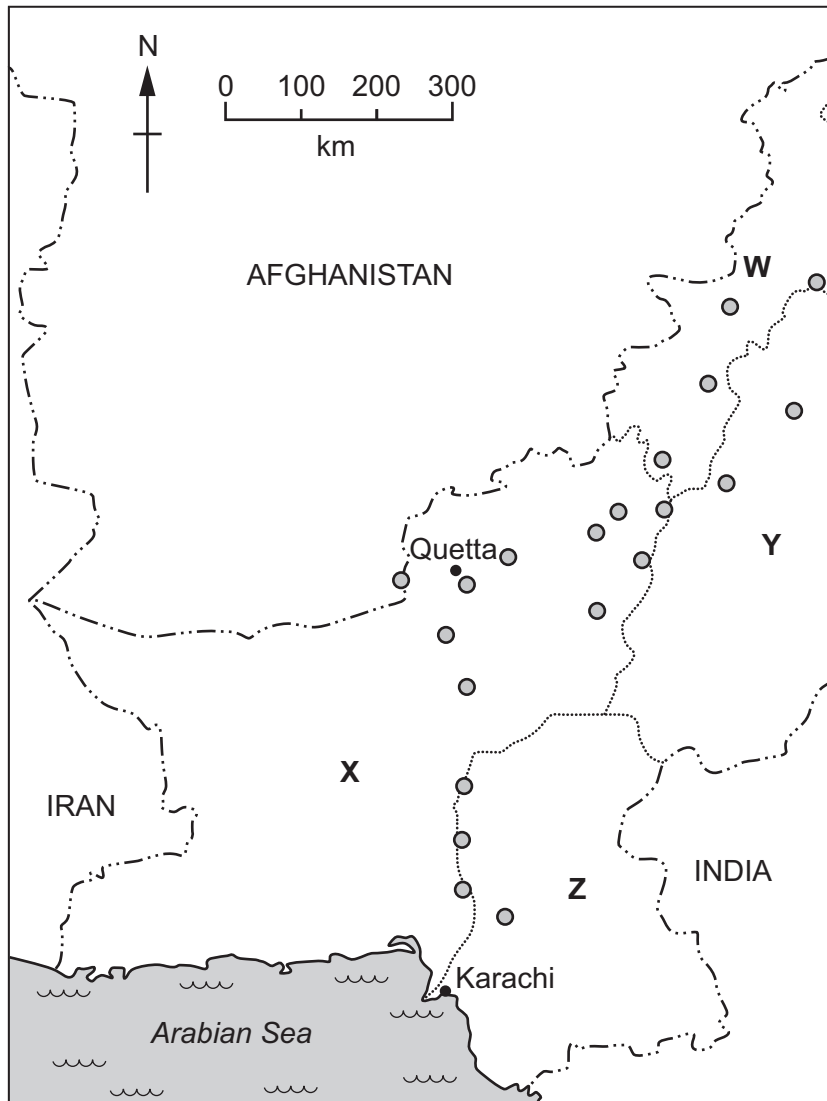 N
0 100 200 300
km
AFGHANISTAN
W
Quetta
Y
X
IRAN
Z
INDIA
Karachi
Arabian Sea